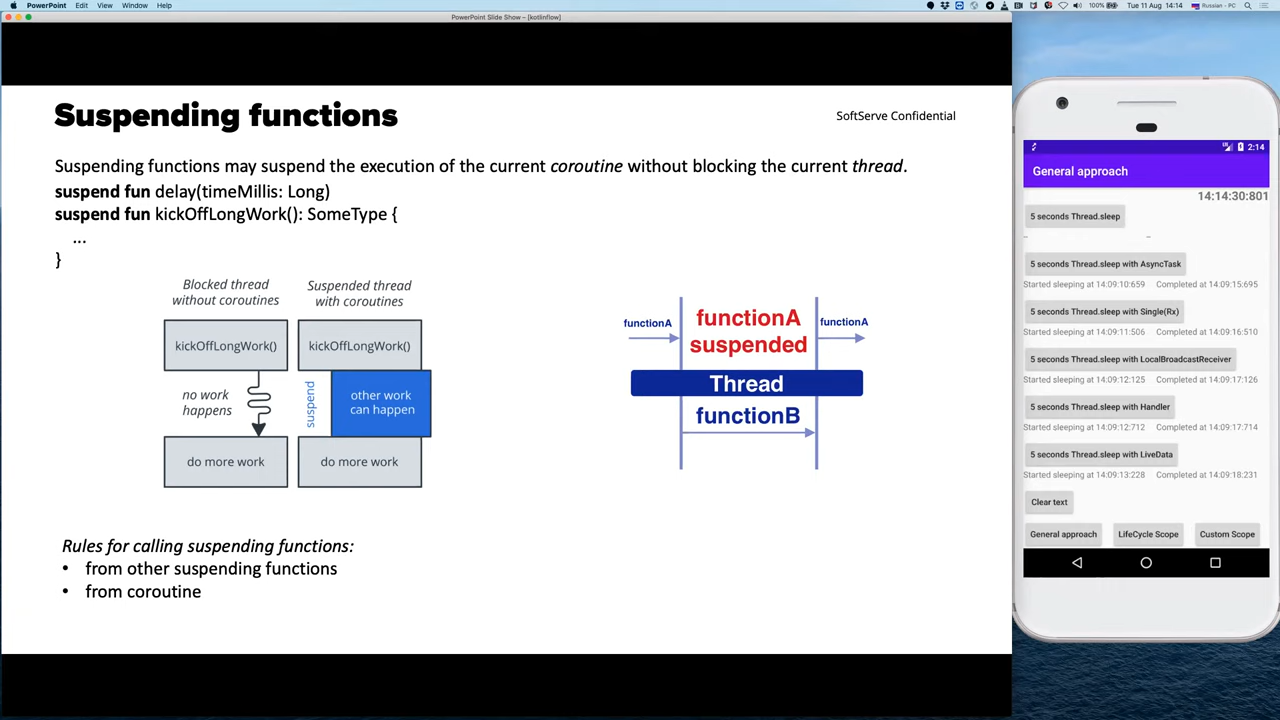 PowerPoint Edit View Window Help
100% Tue 11 Aug 14:14 Russian – PC
PowerPoint Slide Show – [kotlinflow]
Suspending functions
SoftServe Confidential
Suspending functions may suspend the execution of the current coroutine without blocking the current thread.
suspend fun delay(timeMillis: Long)
suspend fun kickOffLongWork(): SomeType {
...
}
Blocked thread
without coroutines
kickOffLongWork()
no work
happens
do more work
Suspended thread
with coroutines
kickOffLongWork()
suspend
other work
can happen
do more work
functionA
functionA
suspended
functionA
Thread
functionB
Rules for calling suspending functions:
• from other suspending functions
• from coroutine
2:14
General approach
14:14:30:801
5 seconds Thread.sleep
– –
5 seconds Thread.sleep with AsyncTask
Started sleeping at 14:09:10:659 Completed at 14:09:15:695
5 seconds Thread.sleep with Single(Rx)
Started sleeping at 14:09:11:506 Completed at 14:09:16:510
5 seconds Thread.sleep with LocalBroadcastReceiver
Started sleeping at 14:09:12:125 Completed at 14:09:17:126
5 seconds Thread.sleep with Handler
Started sleeping at 14:09:12:712 Completed at 14:09:17:714
5 seconds Thread.sleep with LiveData
Started sleeping at 14:09:13:228 Completed at 14:09:18:231
Clear text
General approach LifeCycle Scope Custom Scope